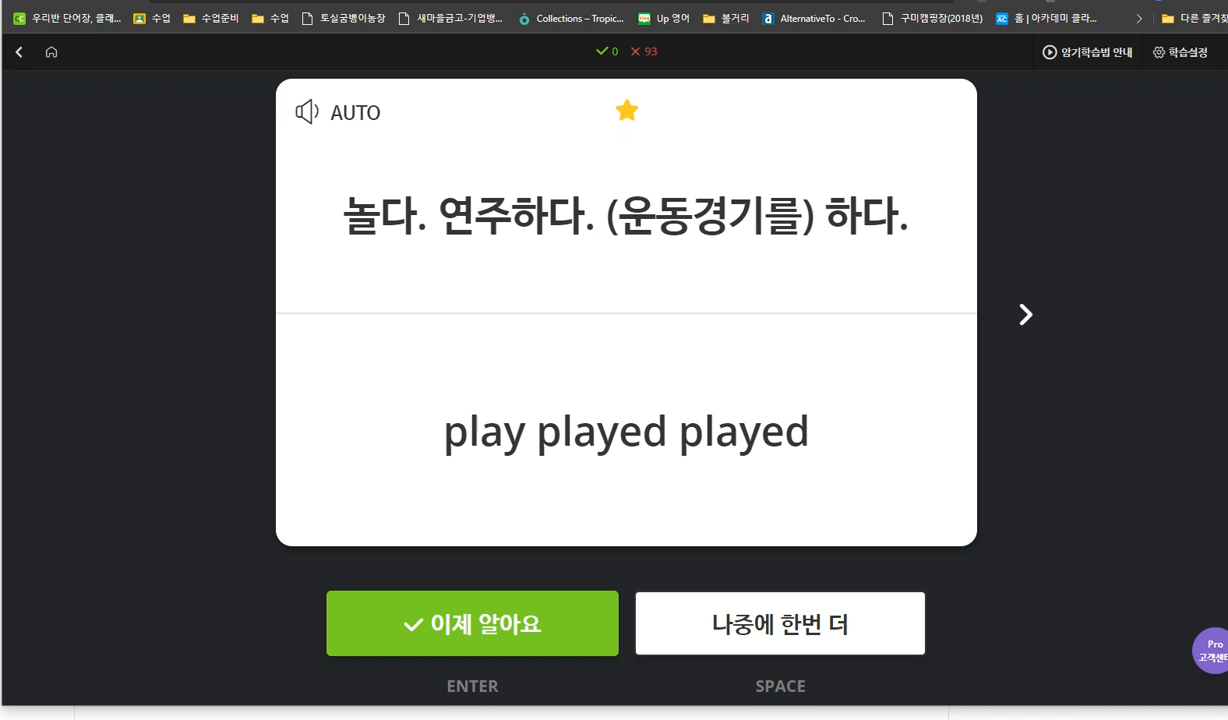 우리반 단어장, 클래... 수업 수업준비 수업 토실굼벵이농장 새마을금고-기업뱅... Collections – Tropic... Up 영어 볼거리 AlternativeTo - Cro... 구미캠핑장(2018년) 홈 | 아카데미 클라... 다른 즐겨찾
0 93 암기학습법 안내 학습설정
AUTO
놀다. 연주하다. (운동경기를) 하다.
play played played
이제 알아요 나중에 한번 더
Pro
고객센터
ENTER SPACE